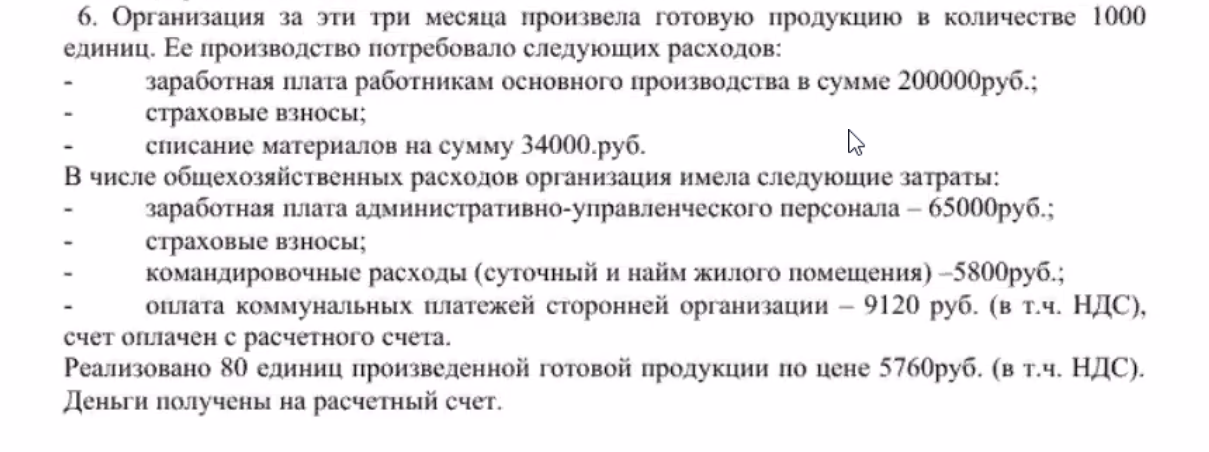 6. Организация за эти три месяца произвела готовую продукцию в количестве 1000
единиц. Ее производство потребовало следующих расходов:
- заработная плата работникам основного производства в сумме 200000руб.;
- страховые взносы;
- списание материалов на сумму 34000.руб.
В числе общехозяйственных расходов организация имела следующие затраты:
- заработная плата административно-управленческого персонала – 65000руб.;
- страховые взносы;
- командировочные расходы (суточный и найм жилого помещения) –5800руб.;
- оплата коммунальных платежей сторонней организации – 9120 руб. (в т.ч. НДС),
счет оплачен с расчетного счета.
Реализовано 80 единиц произведенной готовой продукции по цене 5760руб. (в т.ч. НДС).
Деньги получены на расчетный счет.